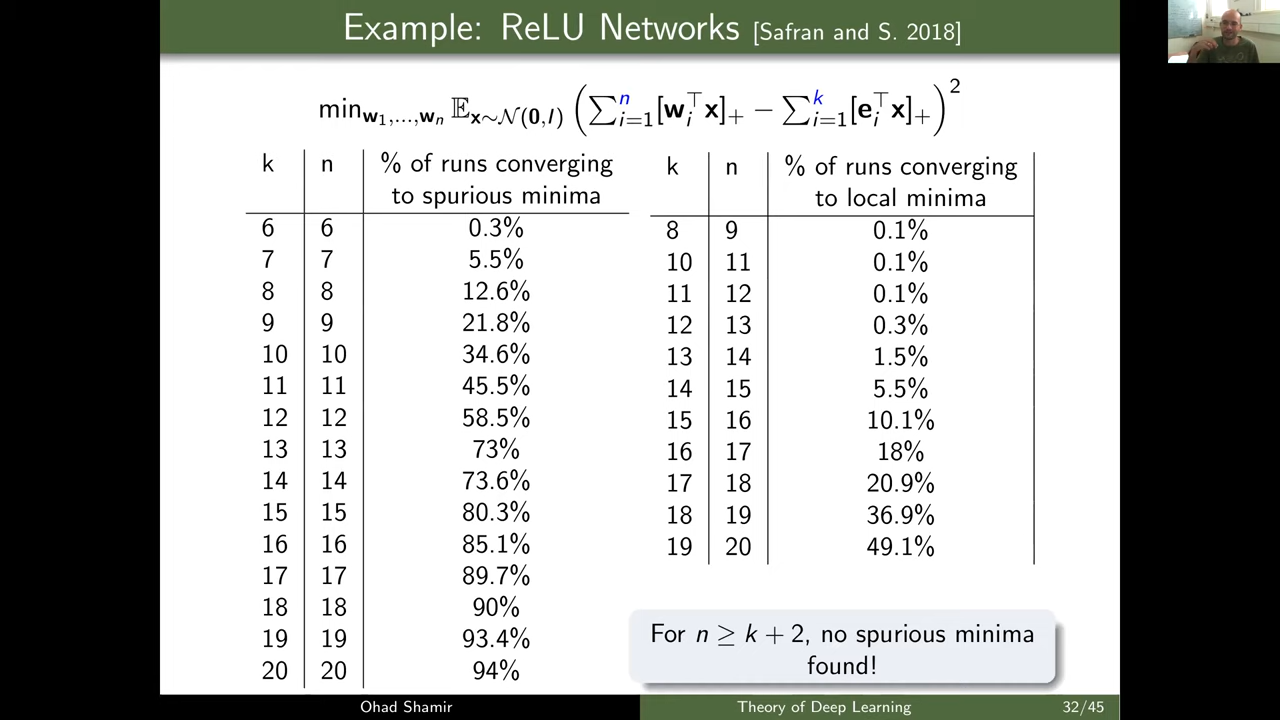 Example: ReLU Networks [Safran and S. 2018]
min_{w_1,...,w_n} 𝔼_{x∼𝒩(0,I)} (∑_{i=1}^{n} [w_i^⊤ x]_+ − ∑_{i=1}^{k} [e_i^⊤ x]_+)^2
k n % of runs converging
to spurious minima
6 6 0.3%
7 7 5.5%
8 8 12.6%
9 9 21.8%
10 10 34.6%
11 11 45.5%
12 12 58.5%
13 13 73%
14 14 73.6%
15 15 80.3%
16 16 85.1%
17 17 89.7%
18 18 90%
19 19 93.4%
20 20 94%
k n % of runs converging
to local minima
8 9 0.1%
10 11 0.1%
11 12 0.1%
12 13 0.3%
13 14 1.5%
14 15 5.5%
15 16 10.1%
16 17 18%
17 18 20.9%
18 19 36.9%
19 20 49.1%
For n ≥ k + 2, no spurious minima
found!
Ohad Shamir Theory of Deep Learning 32/45